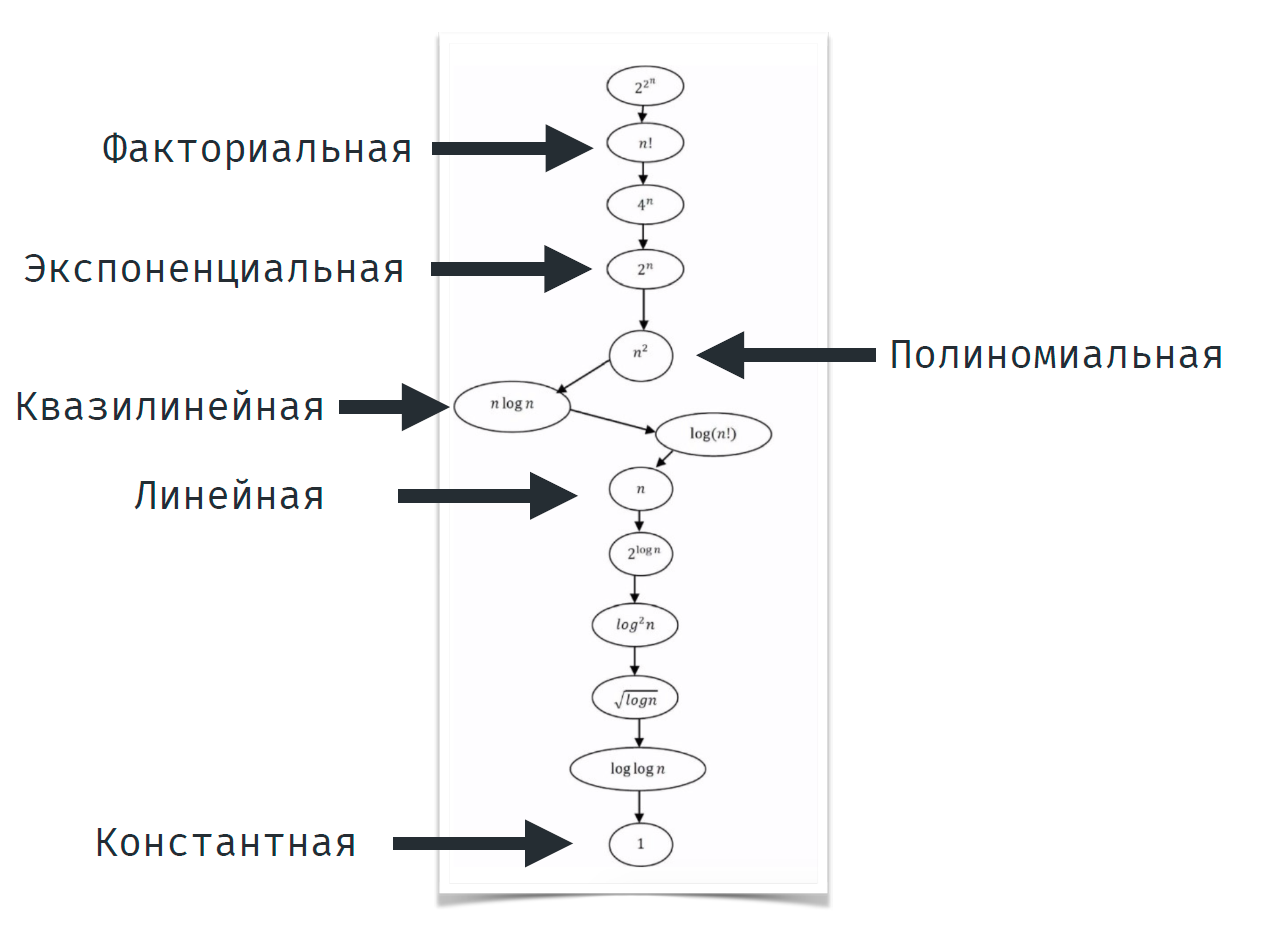 2^2^n
Факториальная
n!
4^n
Экспоненциальная
2^n
n^2
Полиномиальная
Квазилинейная
n log n
log(n!)
Линейная
n
2^log n
log^2 n
√logn
log log n
Константная
1